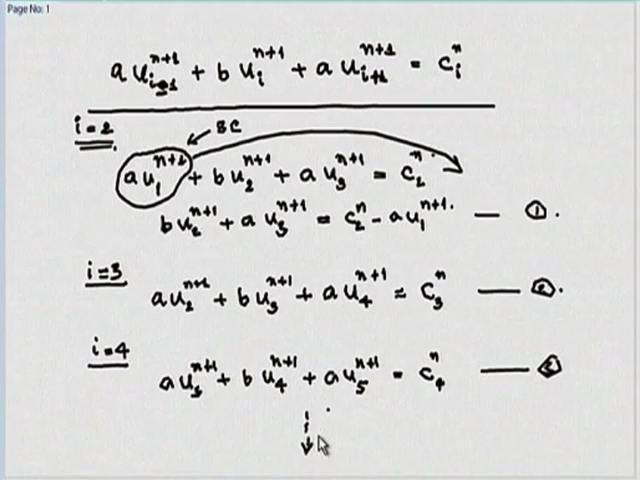 Page No: 1
a u_{i-1}^{n+1} + b u_i^{n+1} + a u_{i+1}^{n+1} = c_i^n
i=2
BC
a u_1^{n+1} + b u_2^{n+1} + a u_3^{n+1} = c_2^n
b u_2^{n+1} + a u_3^{n+1} = c_2^n - a u_1^{n+1}. — ①.
i=3
a u_2^{n+1} + b u_3^{n+1} + a u_4^{n+1} = c_3^n — ②.
i=4
a u_3^{n+1} + b u_4^{n+1} + a u_5^{n+1} = c_4^n — ③